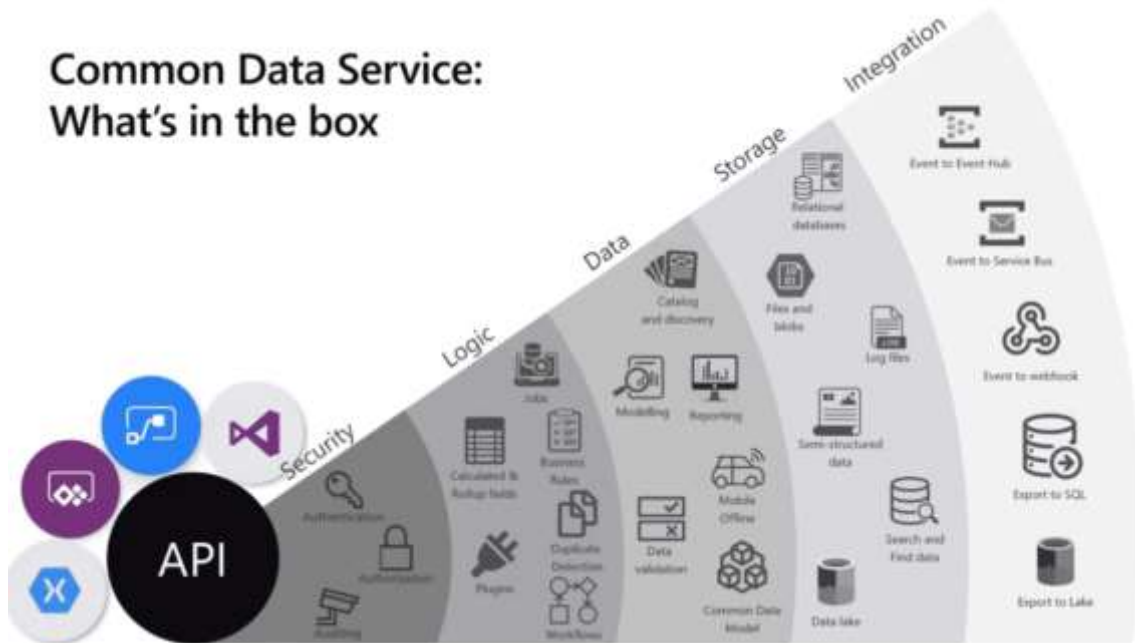 Common Data Service:
What's in the box
Security
Logic
Data
Storage
Integration
API
Authentication
Authorization
Auditing
Jobs
Calculated &
Rollup fields
Business
Rules
Plugins
Duplicate
Detection
Workflows
Catalog
and discovery
Modelling
Reporting
Mobile
Offline
Data
validation
Common Data
Model
Relational
databases
Files and
blobs
LOG
Log files
Semi-structured
data
Search and
Find data
Data lake
Event to Event Hub
Event to Service Bus
Event to webhook
Export to SQL
Export to Lake